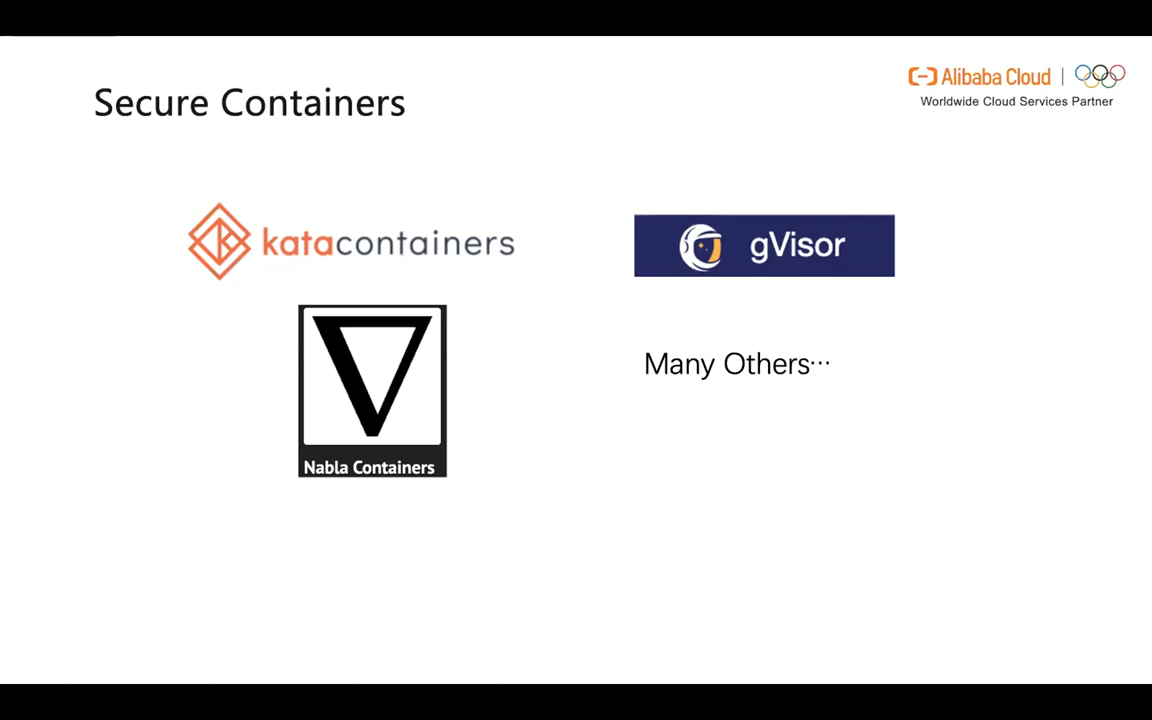 Secure Containers
Alibaba Cloud
Worldwide Cloud Services Partner
katacontainers
gVisor
Nabla Containers
Many Others…